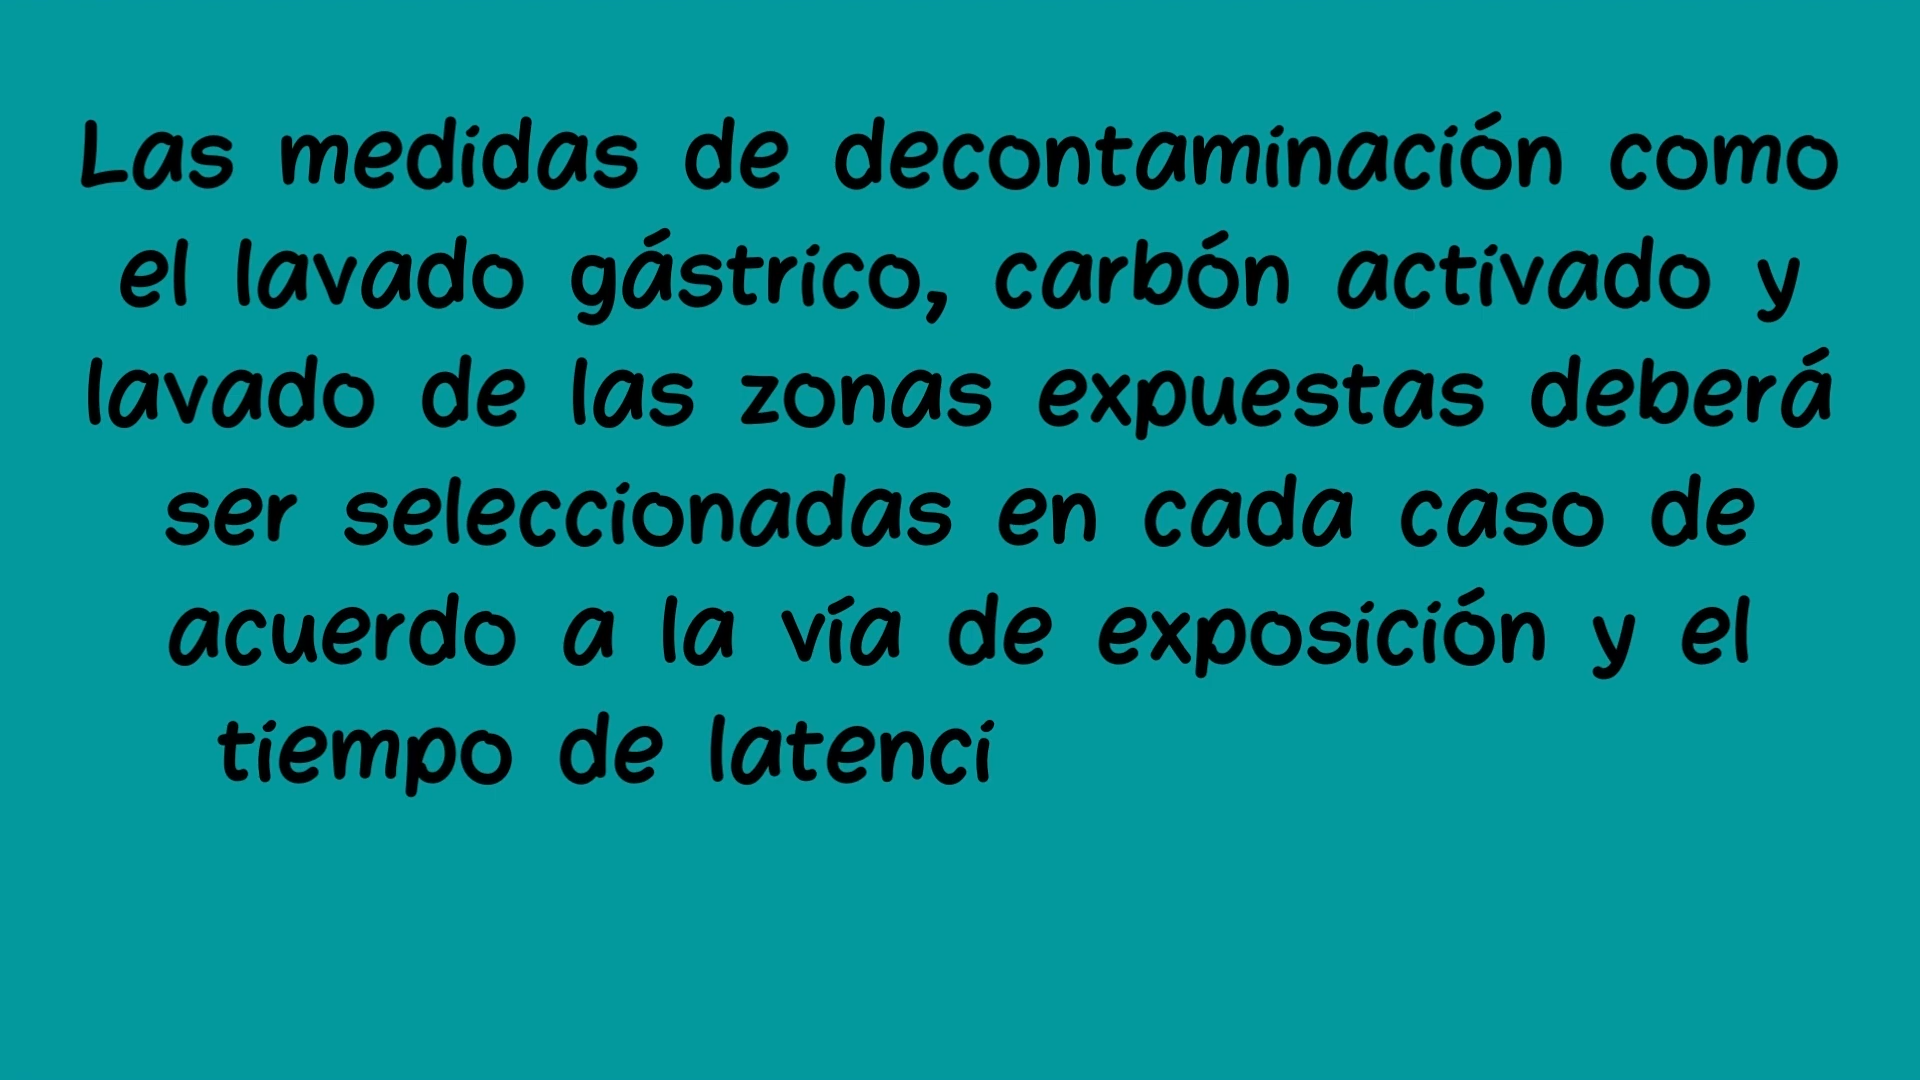 Las medidas de decontaminación como
el lavado gástrico, carbón activado y
lavado de las zonas expuestas deberá
ser seleccionadas en cada caso de
acuerdo a la vía de exposición y el
tiempo de latenci